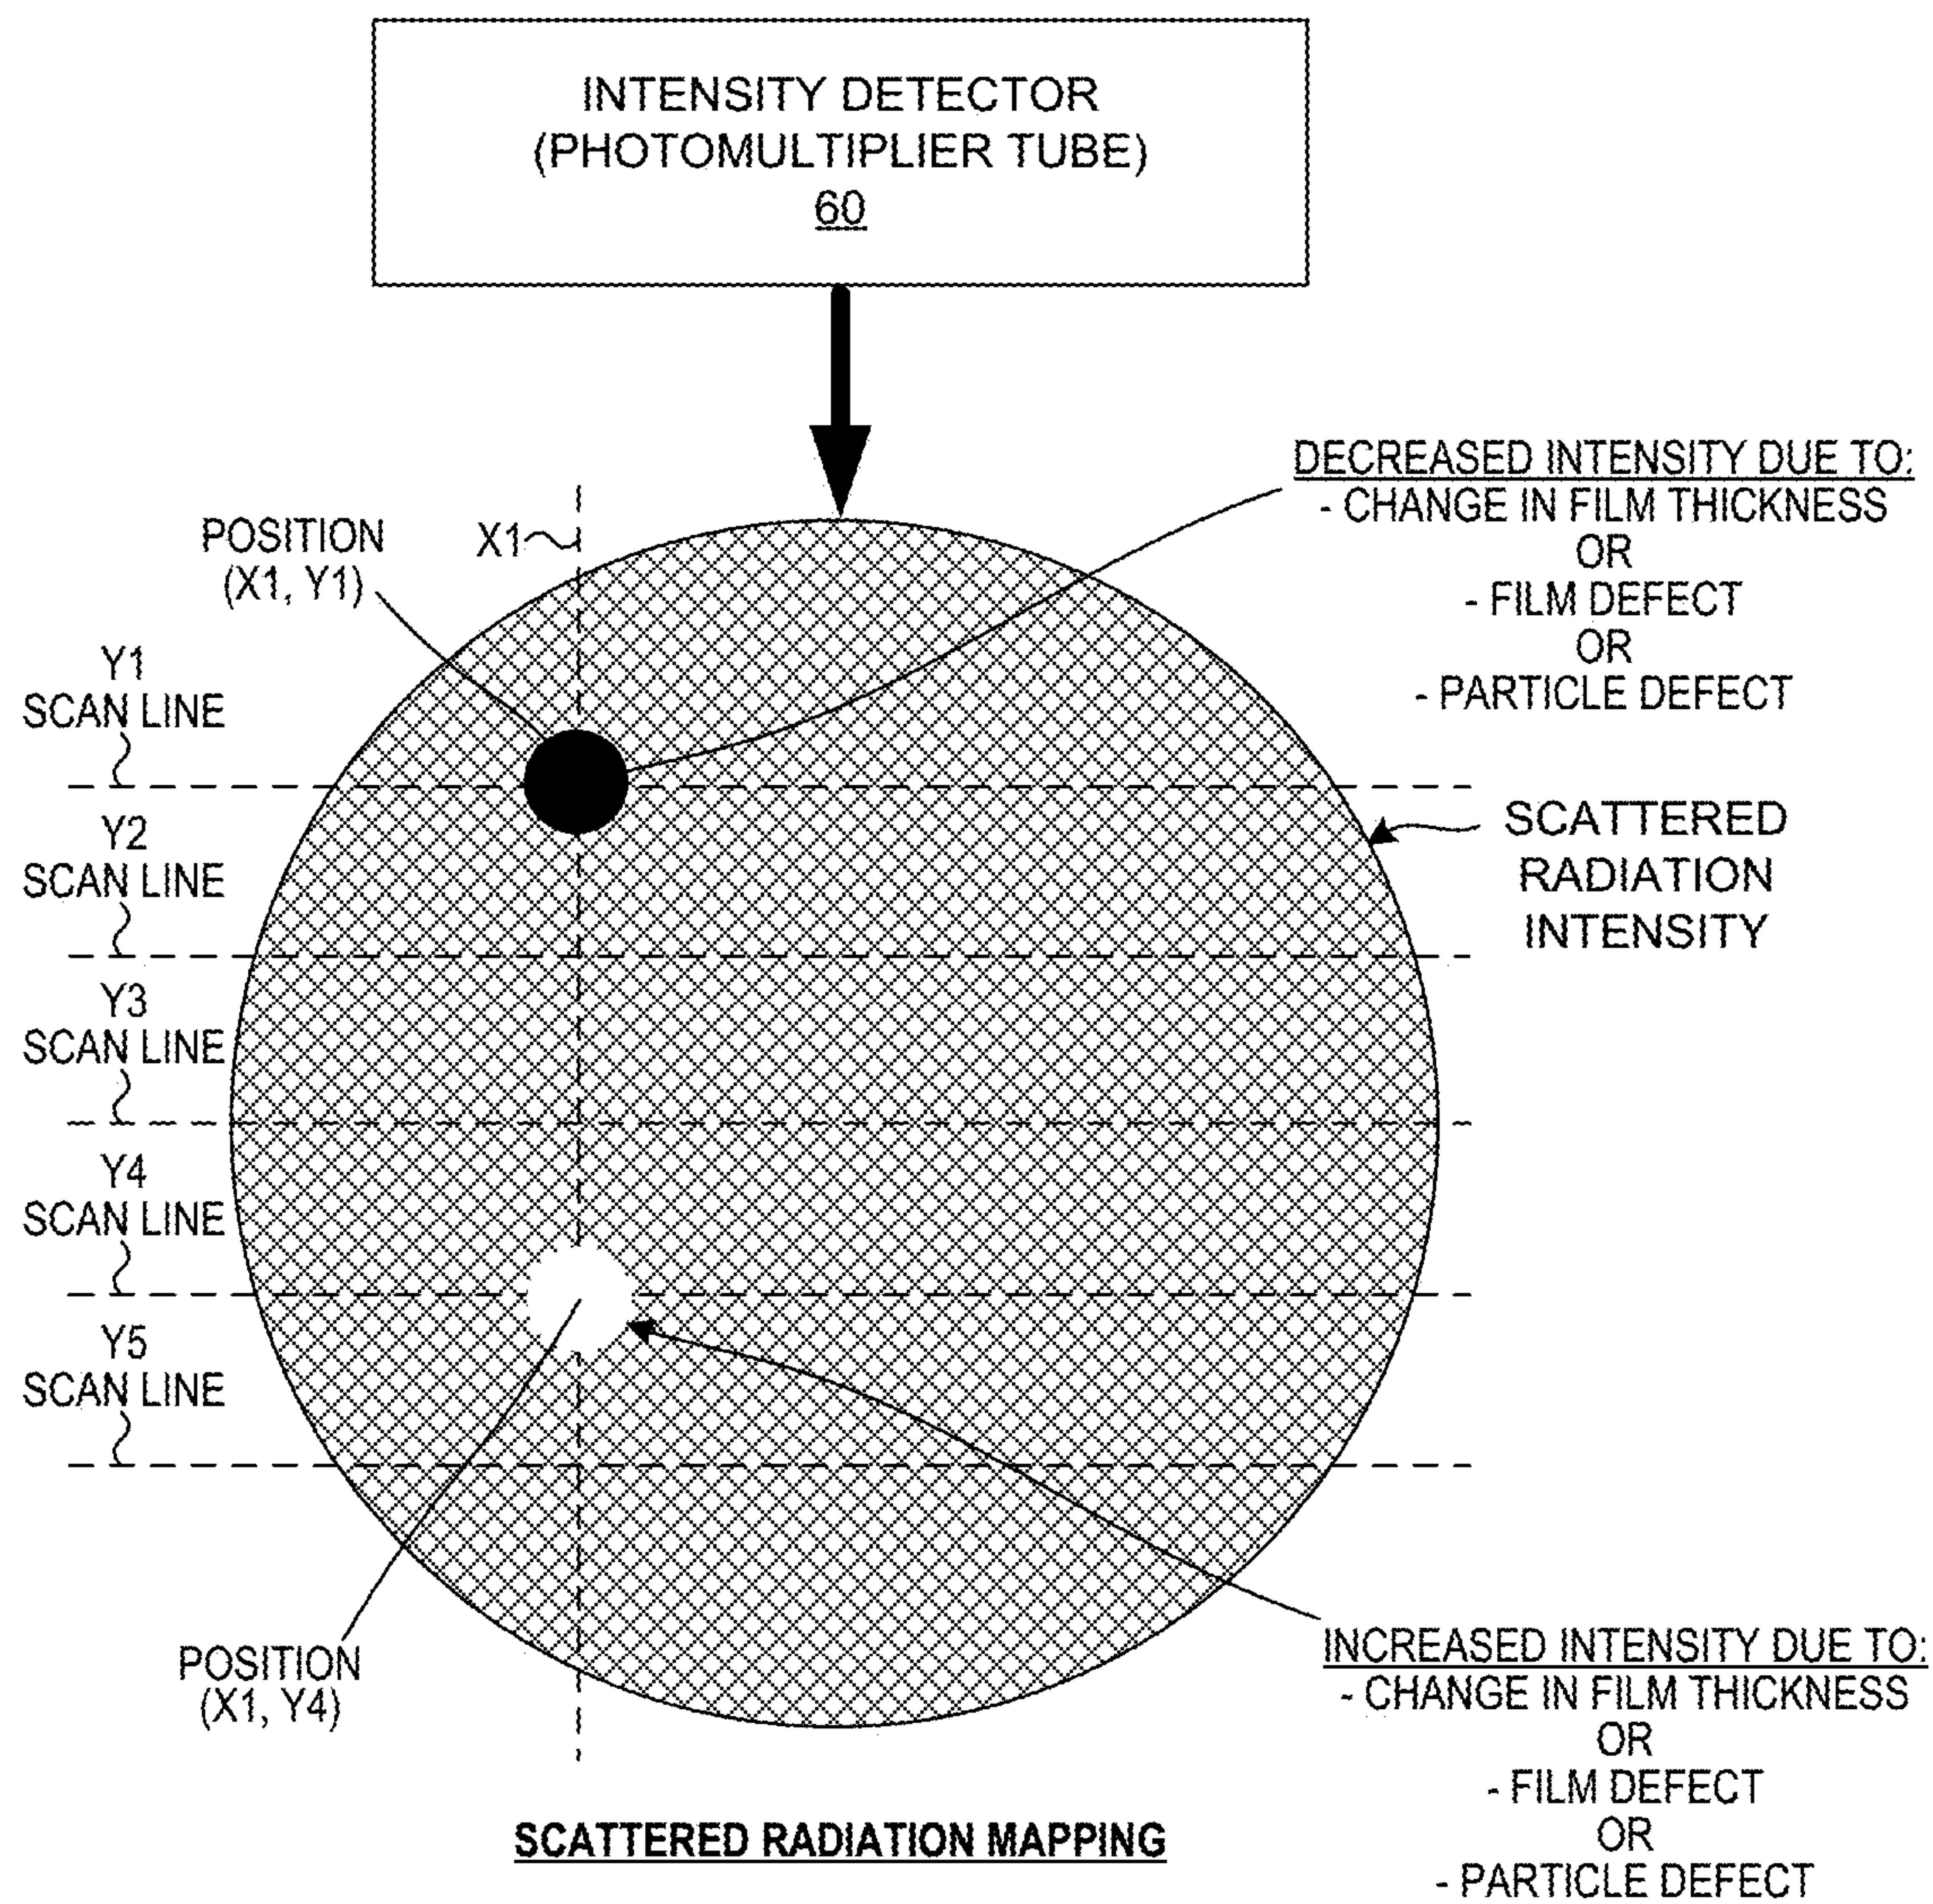 INTENSITY DETECTOR
(PHOTOMULTIPLIER TUBE)
60
DECREASED INTENSITY DUE TO:
- CHANGE IN FILM THICKNESS
OR
- FILM DEFECT
OR
- PARTICLE DEFECT
POSITION
(X1, Y1)
X1
Y1
SCAN LINE
Y2
SCAN LINE
SCATTERED
RADIATION
INTENSITY
Y3
SCAN LINE
Y4
SCAN LINE
Y5
SCAN LINE
POSITION
(X1, Y4)
INCREASED INTENSITY DUE TO:
- CHANGE IN FILM THICKNESS
OR
- FILM DEFECT
OR
- PARTICLE DEFECT
SCATTERED RADIATION MAPPING